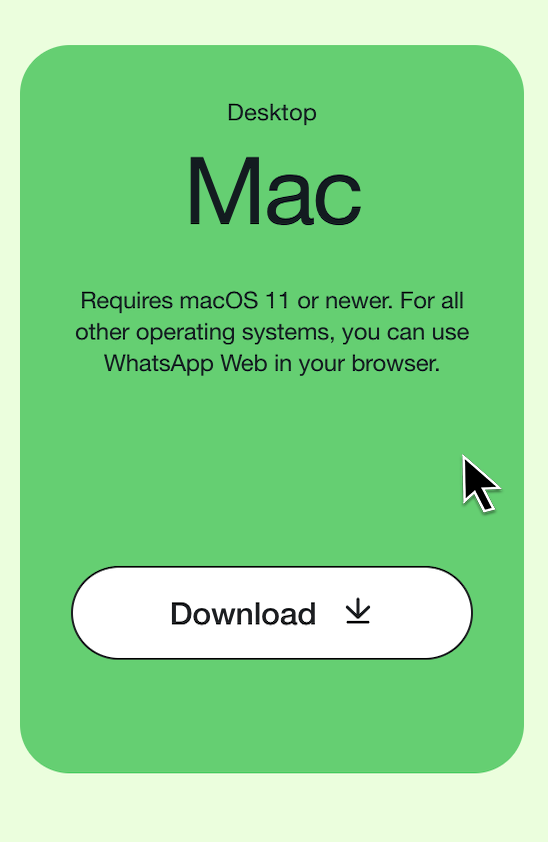 Desktop
Mac
Requires macOS 11 or newer. For all
other operating systems, you can use
WhatsApp Web in your browser.
Download